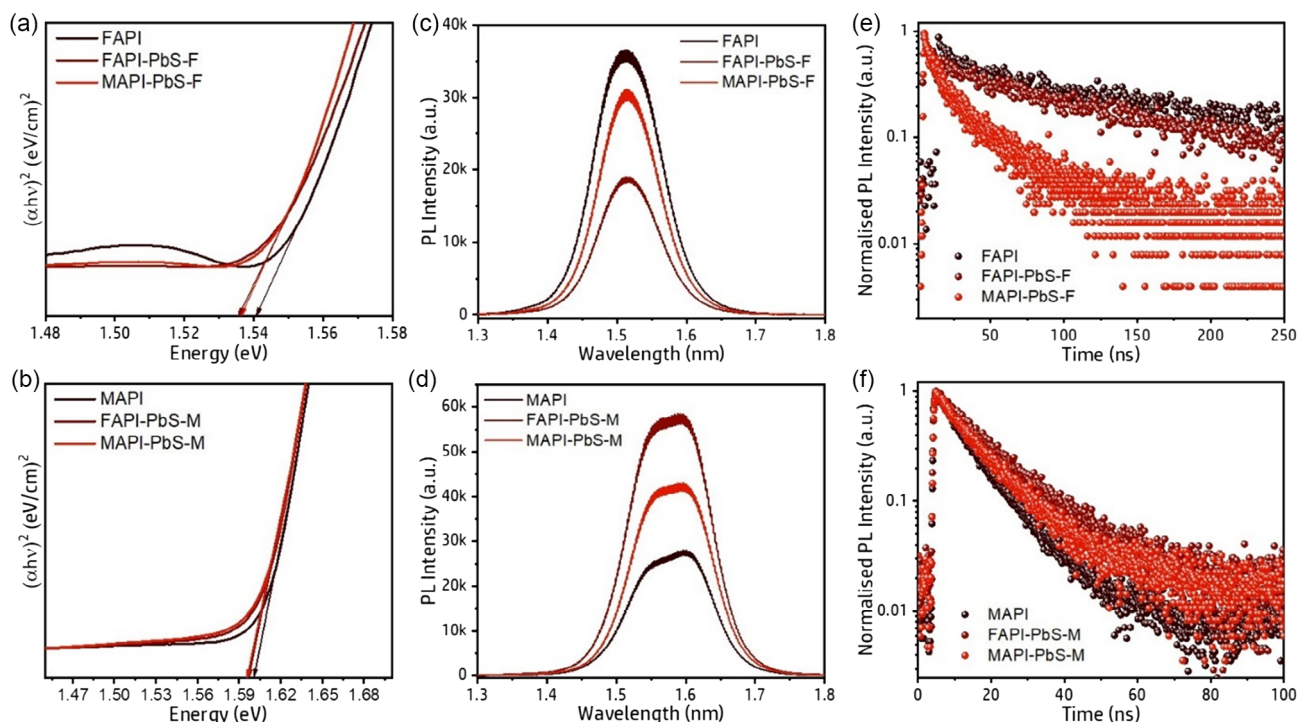 (a)
FAPI
FAPI-PbS-F
MAPI-PbS-F
(αhν)² (eV/cm)²
1.48 1.50 1.52 1.54 1.56 1.58
Energy (eV)
(c)
40k
30k
20k
10k
0
FAPI
FAPI-PbS-F
MAPI-PbS-F
PL Intensity (a.u.)
1.3 1.4 1.5 1.6 1.7 1.8
Wavelength (nm)
(e)
1
0.1
0.01
Normalised PL Intensity (a.u.)
FAPI
FAPI-PbS-F
MAPI-PbS-F
50 100 150 200 250
Time (ns)
(b)
MAPI
FAPI-PbS-M
MAPI-PbS-M
(αhν)² (eV/cm)²
1.47 1.50 1.53 1.56 1.59 1.62 1.65 1.68
Energy (eV)
(d)
60k
50k
40k
30k
20k
10k
0
MAPI
FAPI-PbS-M
MAPI-PbS-M
PL Intensity (a.u.)
1.3 1.4 1.5 1.6 1.7 1.8
Wavelength (nm)
(f)
1
0.1
0.01
Normalised PL Intensity (a.u.)
MAPI
FAPI-PbS-M
MAPI-PbS-M
0 20 40 60 80 100
Time (ns)